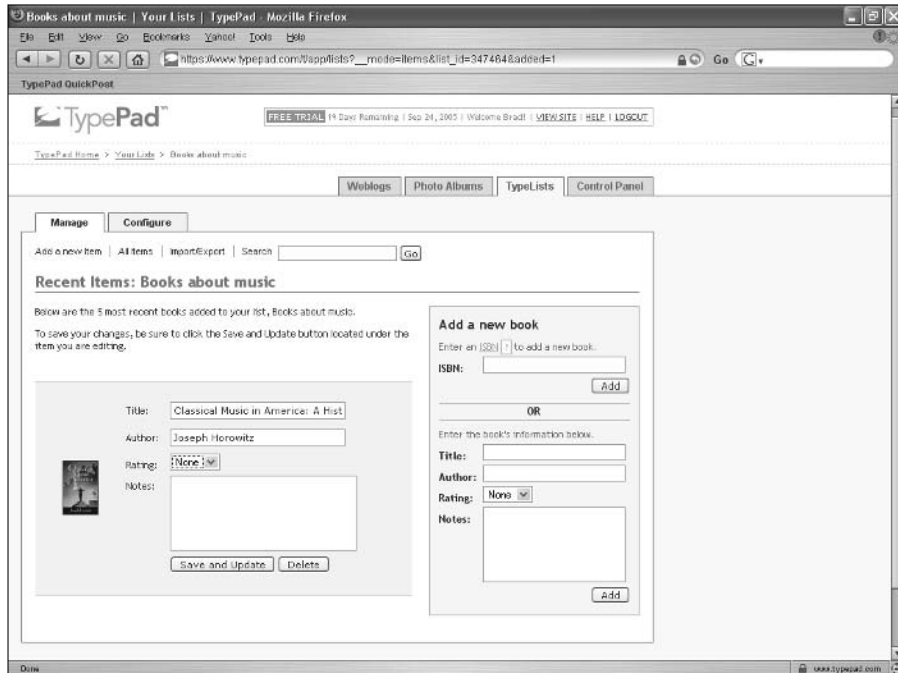 Books about music | Your Lists | TypePad - Mozilla Firefox
File Edit View Go Bookmarks Yahoo! Tools Help
https://www.typepad.com/t/app/lists?__mode=items&list_id=347464&added=1
Go
G
TypePad QuickPost
TypePad™
FREE TRIAL 19 Days Remaining | Sep 24, 2005 | Welcome Brad! | VIEW SITE | HELP | LOGOUT
TypePad Home > Your Lists > Books about music
Weblogs Photo Albums TypeLists Control Panel
Manage Configure
Add a new Item | All Items | Import/Export | Search Go
Recent Items: Books about music
Below are the 5 most recent books added to your list, Books about music.
To save your changes, be sure to click the Save and Update button located under the
item you are editing.
Title: Classical Music in America: A Hist
Author: Joseph Horowitz
Rating: None
Notes:
Save and Update Delete
Add a new book
Enter an ISBN ? to add a new book.
ISBN:
Add
OR
Enter the book's information below.
Title:
Author:
Rating: None
Notes:
Add
Done
www.typepad.com